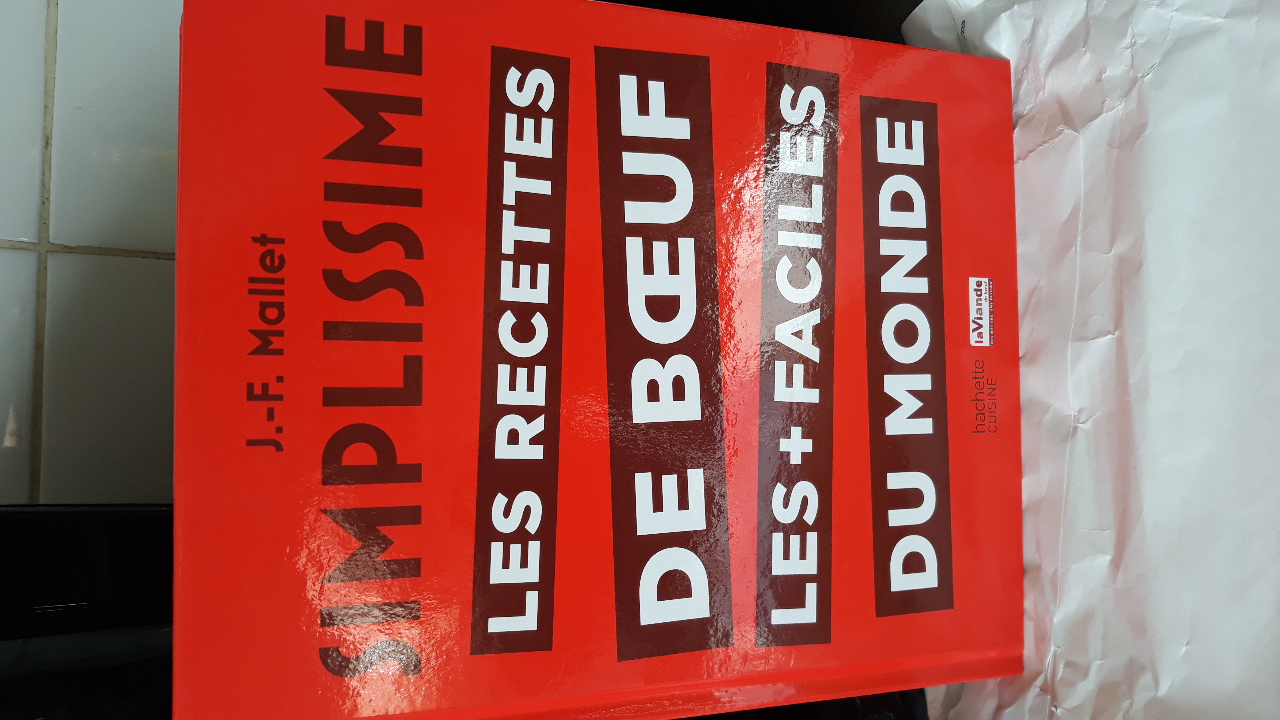 J.-F. Mallet
SIMPLISSIME
LES RECETTES
DE BŒUF
LES + FACILES
DU MONDE
hachette
CUISINE
laViande